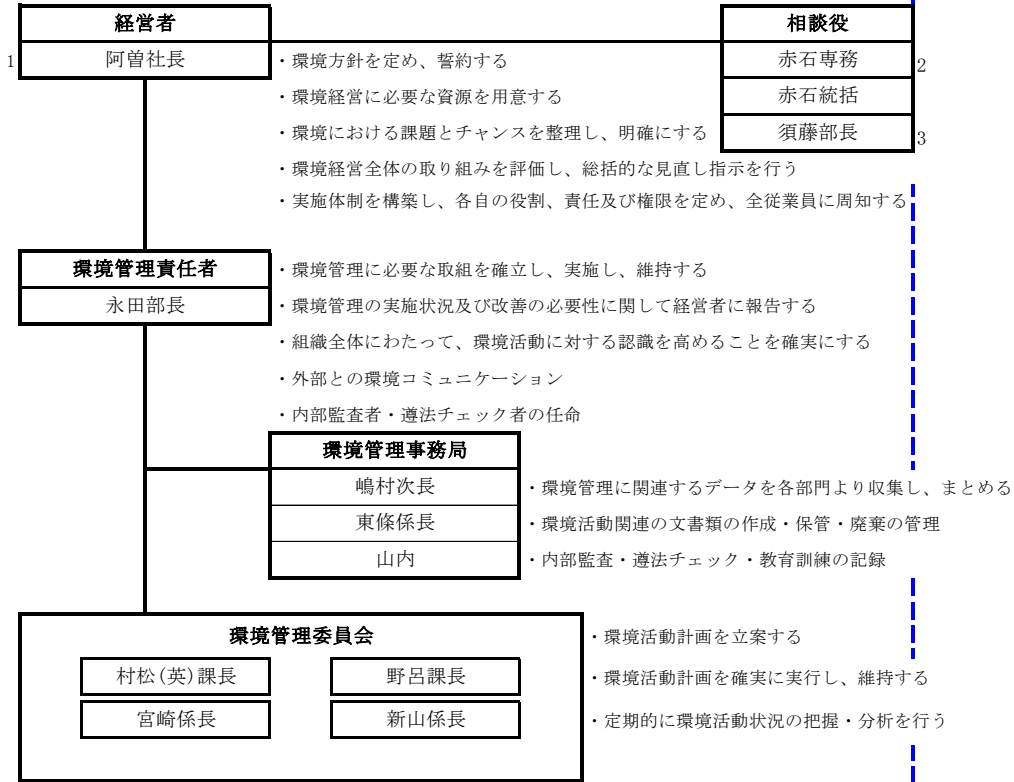 経営者
相談役
1
阿曽社長
・環境方針を定め、誓約する
赤石専務
2
・環境経営に必要な資源を用意する
赤石統括
・環境における課題とチャンスを整理し、明確にする
須藤部長
3
・環境経営全体の取り組みを評価し、総括的な見直し指示を行う
・実施体制を構築し、各自の役割、責任及び権限を定め、全従業員に周知する
環境管理責任者
・環境管理に必要な取組を確立し、実施し、維持する
永田部長
・環境管理の実施状況及び改善の必要性に関して経営者に報告する
・組織全体にわたって、環境活動に対する認識を高めることを確実にする
・外部との環境コミュニケーション
・内部監査者・遵法チェック者の任命
環境管理事務局
嶋村次長
・環境管理に関連するデータを各部門より収集し、まとめる
東條係長
・環境活動関連の文書類の作成・保管・廃棄の管理
山内
・内部監査・遵法チェック・教育訓練の記録
環境管理委員会
・環境活動計画を立案する
村松(英)課長
野呂課長
・環境活動計画を確実に実行し、維持する
宮崎係長
新山係長
・定期的に環境活動状況の把握・分析を行う